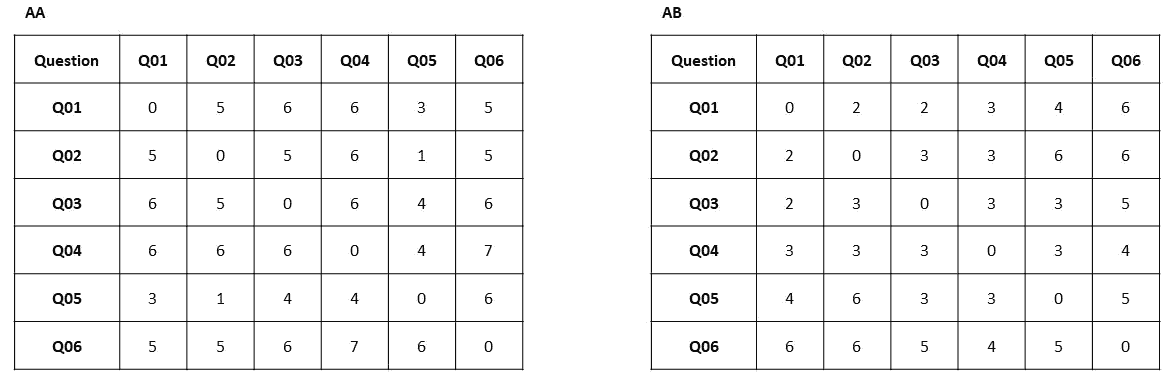 AA
Question Q01 Q02 Q03 Q04 Q05 Q06
Q01 0 5 6 6 3 5
Q02 5 0 5 6 1 5
Q03 6 5 0 6 4 6
Q04 6 6 6 0 4 7
Q05 3 1 4 4 0 6
Q06 5 5 6 7 6 0
AB
Question Q01 Q02 Q03 Q04 Q05 Q06
Q01 0 2 2 3 4 6
Q02 2 0 3 3 6 6
Q03 2 3 0 3 3 5
Q04 3 3 3 0 3 4
Q05 4 6 3 3 0 5
Q06 6 6 5 4 5 0